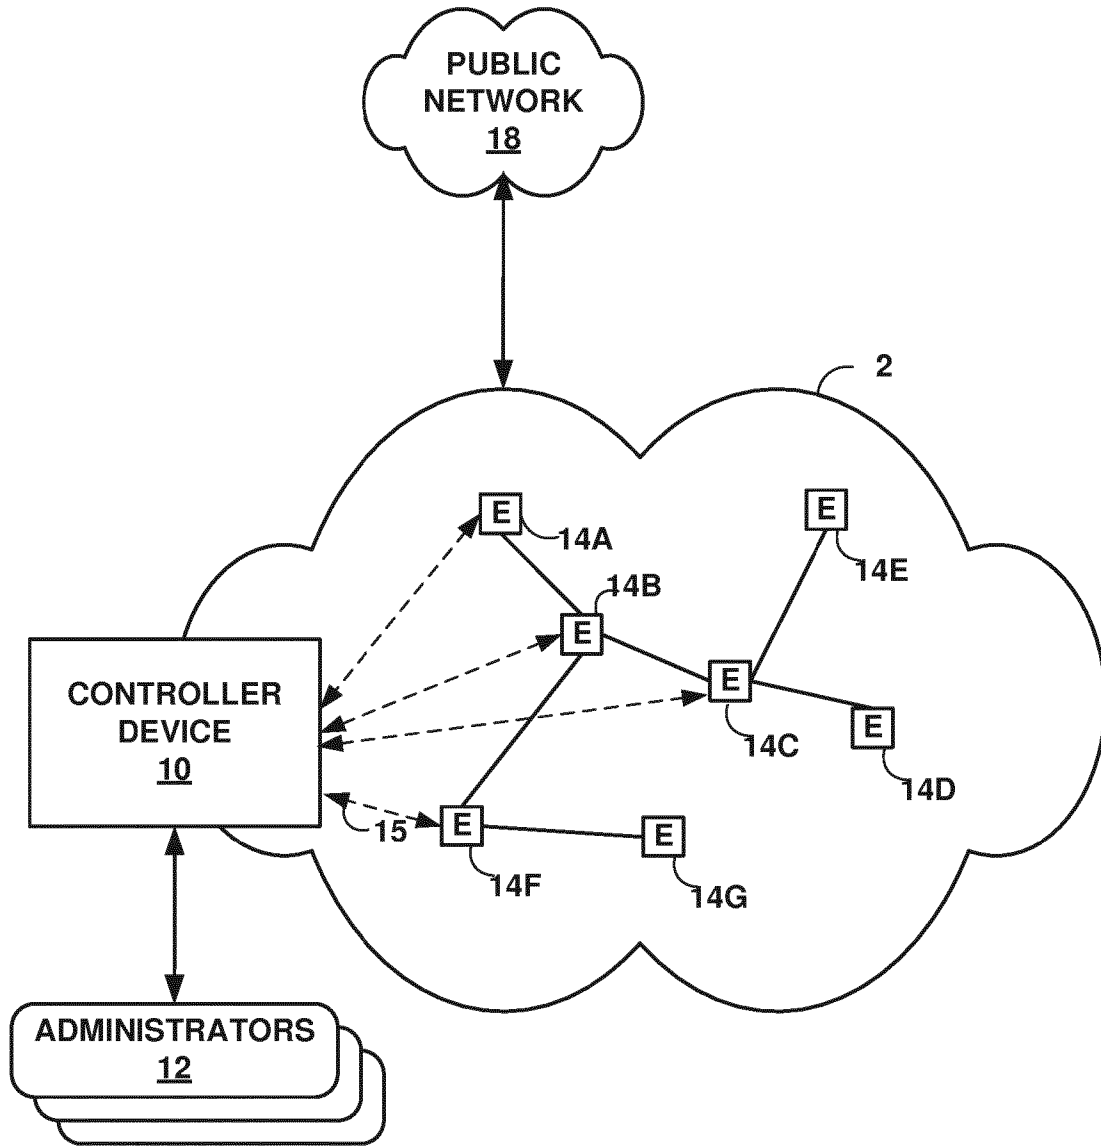 PUBLIC
NETWORK
18
2
E
14A
E
14E
14B
E
E
14C
E
14D
CONTROLLER
DEVICE
10
15
E
14F
E
14G
ADMINISTRATORS
12